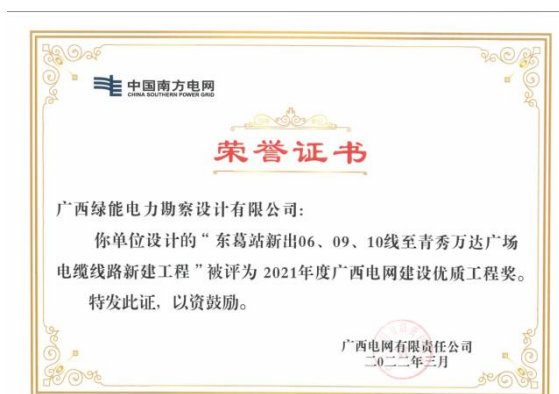 中国南方电网
CHINA SOUTHERN POWER GRID
荣誉证书
广西绿能电力勘察设计有限公司:
你单位设计的“东葛站新出06、09、10线至青秀万达广场
电缆线路新建工程”被评为 2021年度广西电网建设优质工程奖。
特发此证，以资鼓励。
广西电网有限责任公司
二〇二二年三月